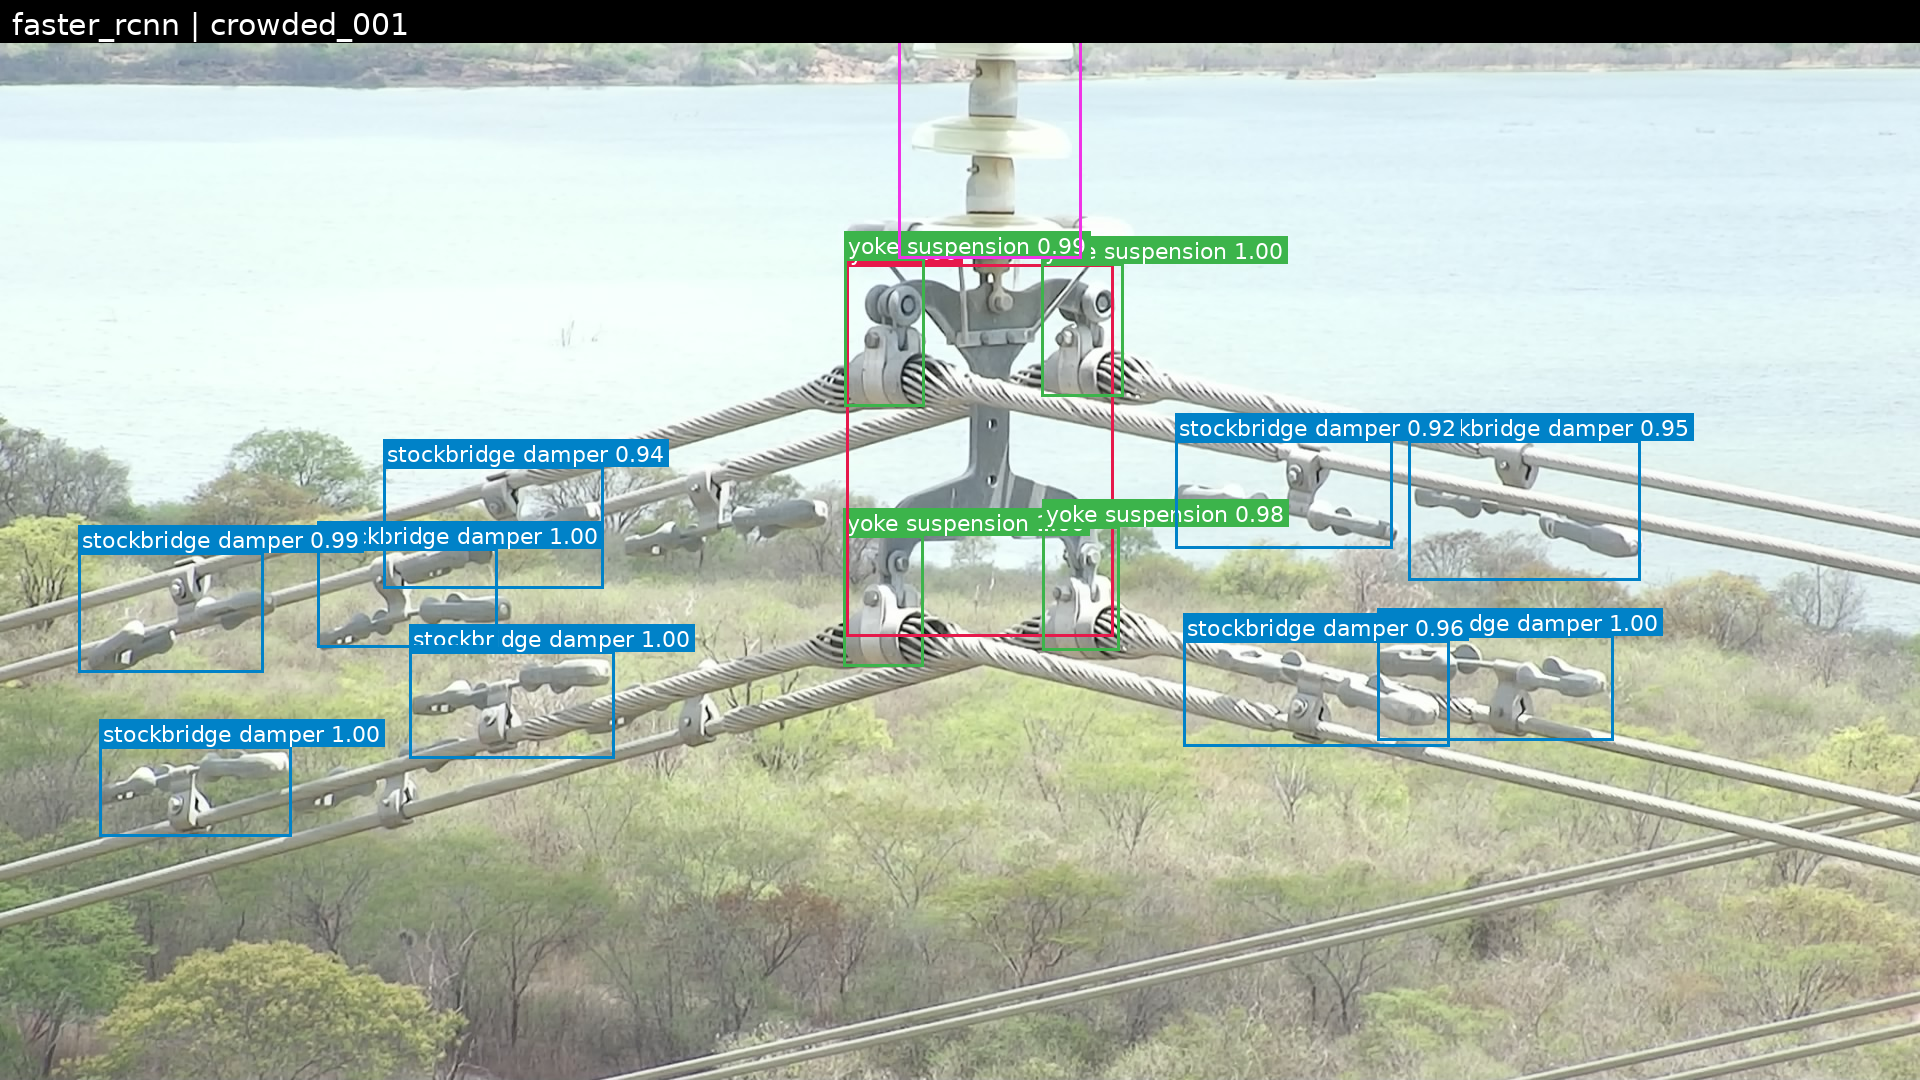 faster_rcnn | crowded_001
yoke suspension 0.99
suspension 1.00
stockbridge damper 0.92
kbridge damper 0.95
stockbridge damper 0.94
yoke suspension
yoke suspension 0.98
stockbridge damper 0.99
kbridge damper 1.00
stockbr dge damper 1.00
stockbridge damper 0.96
dge damper 1.00
stockbridge damper 1.00